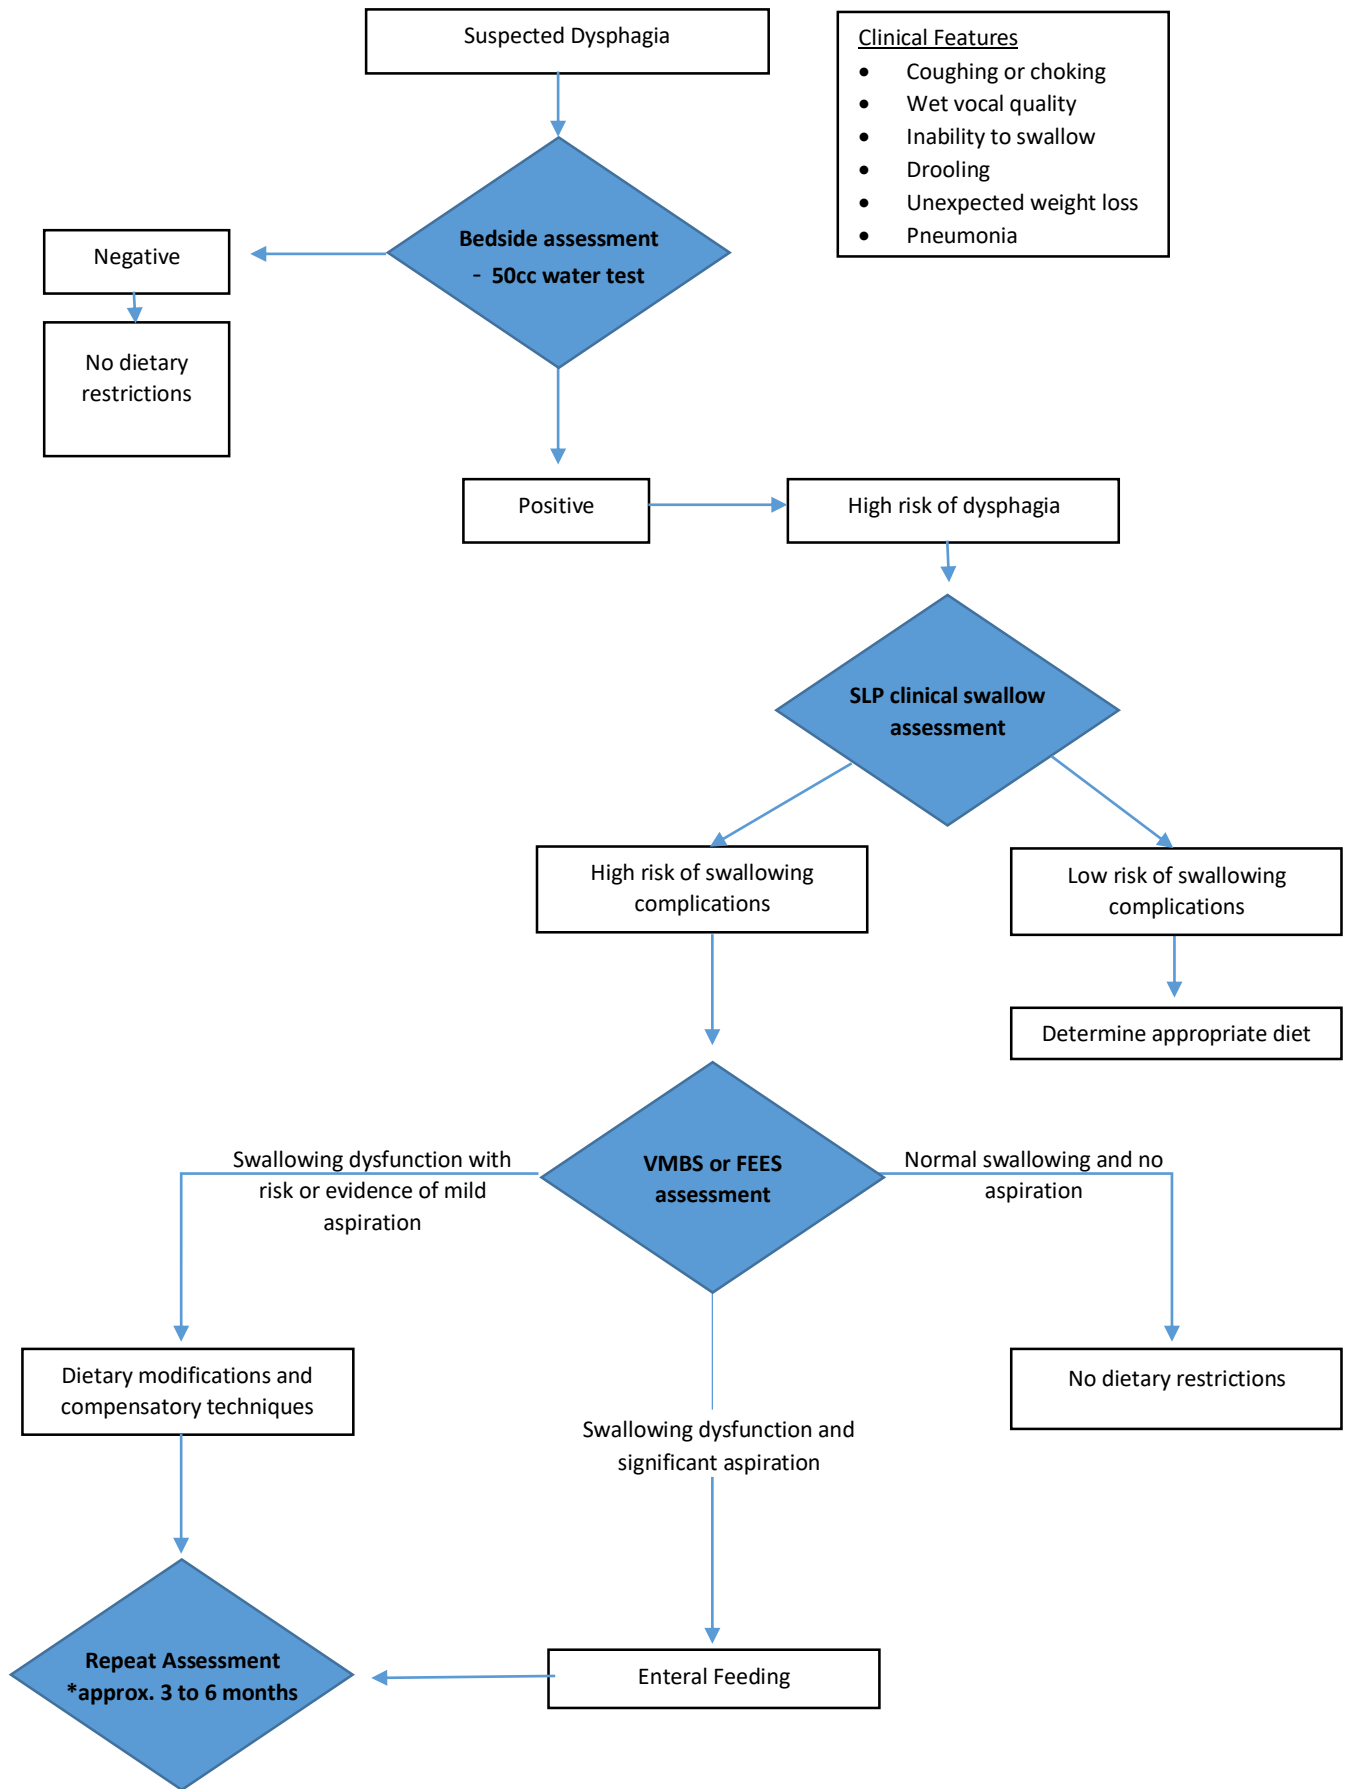 Suspected Dysphagia
Clinical Features
• Coughing or choking
• Wet vocal quality
• Inability to swallow
• Drooling
• Unexpected weight loss
• Pneumonia
Bedside assessment
- 50cc water test
Negative
No dietary
restrictions
Positive
High risk of dysphagia
SLP clinical swallow
assessment
High risk of swallowing
complications
Low risk of swallowing
complications
Determine appropriate diet
VMBS or FEES
assessment
Swallowing dysfunction with
risk or evidence of mild
aspiration
Normal swallowing and no
aspiration
Dietary modifications and
compensatory techniques
No dietary restrictions
Swallowing dysfunction and
significant aspiration
Repeat Assessment
*approx. 3 to 6 months
Enteral Feeding